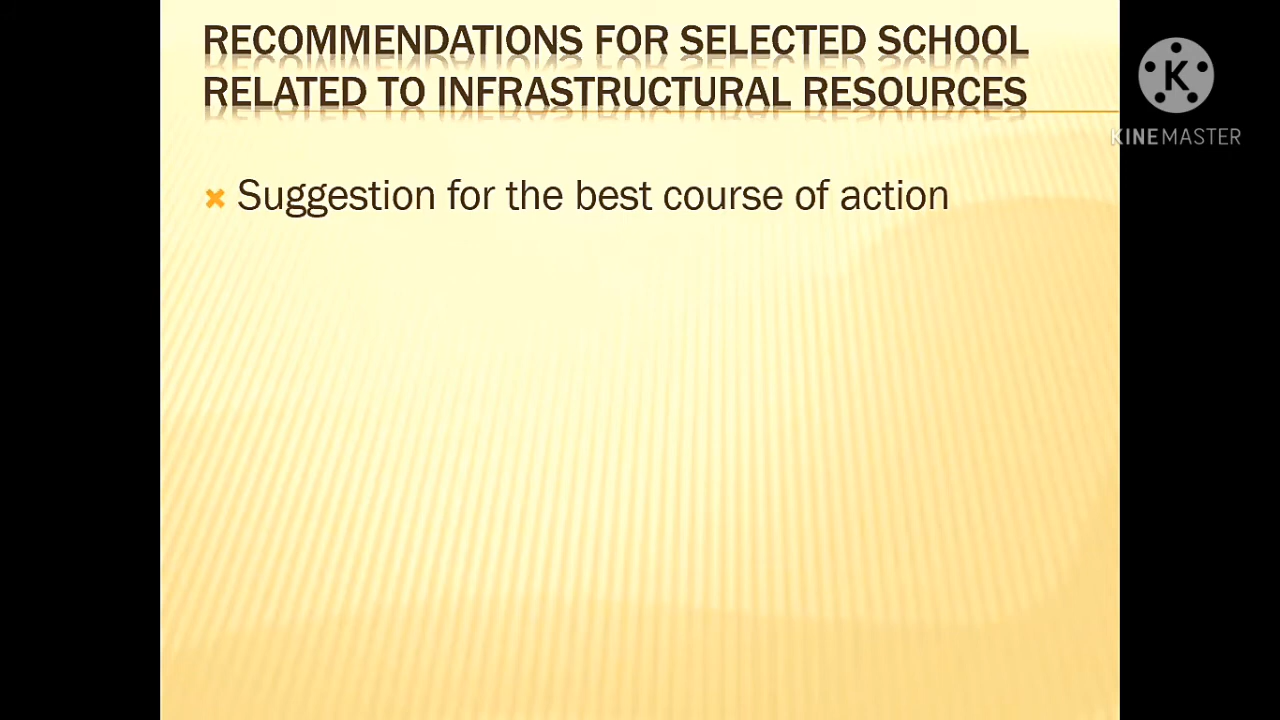 RECOMMENDATIONS FOR SELECTED SCHOOL
RELATED TO INFRASTRUCTURAL RESOURCES
Suggestion for the best course of action
K
KINEMASTER